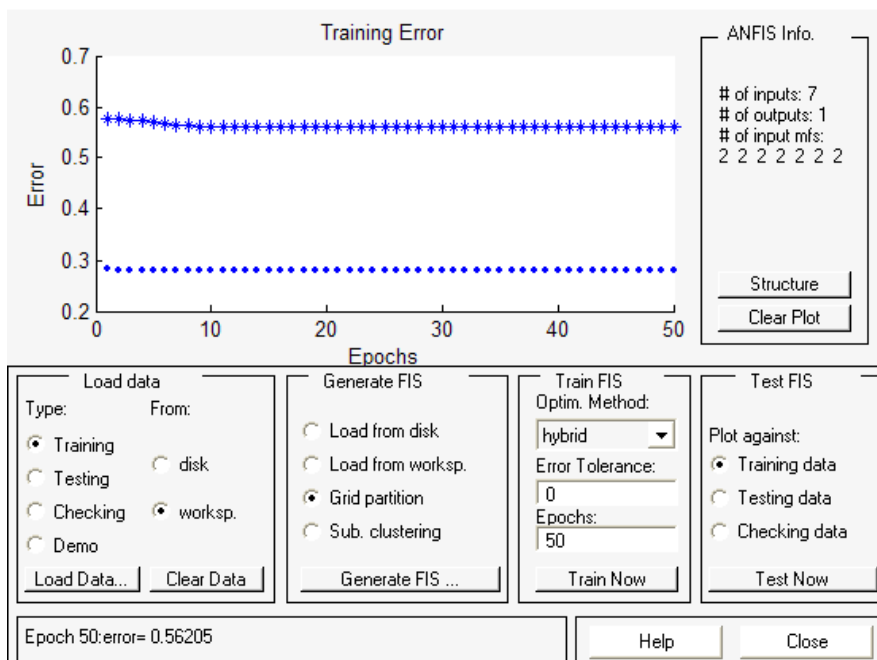 Training Error
0.7
0.6
0.5
0.4
0.3
0.2
Error
0 10 20 30 40 50
Epochs
ANFIS Info.
# of inputs: 7
# of outputs: 1
# of input mfs:
2 2 2 2 2 2 2
Structure
Clear Plot
Load data
Type: From:
Training
Testing
Checking
Demo
disk
worksp.
Load Data... Clear Data
Generate FIS
Load from disk
Load from worksp.
Grid partition
Sub. clustering
Generate FIS ...
Train FIS
Optim. Method:
hybrid
Error Tolerance:
0
Epochs:
50
Train Now
Test FIS
Plot against:
Training data
Testing data
Checking data
Test Now
Epoch 50:error= 0.56205
Help Close